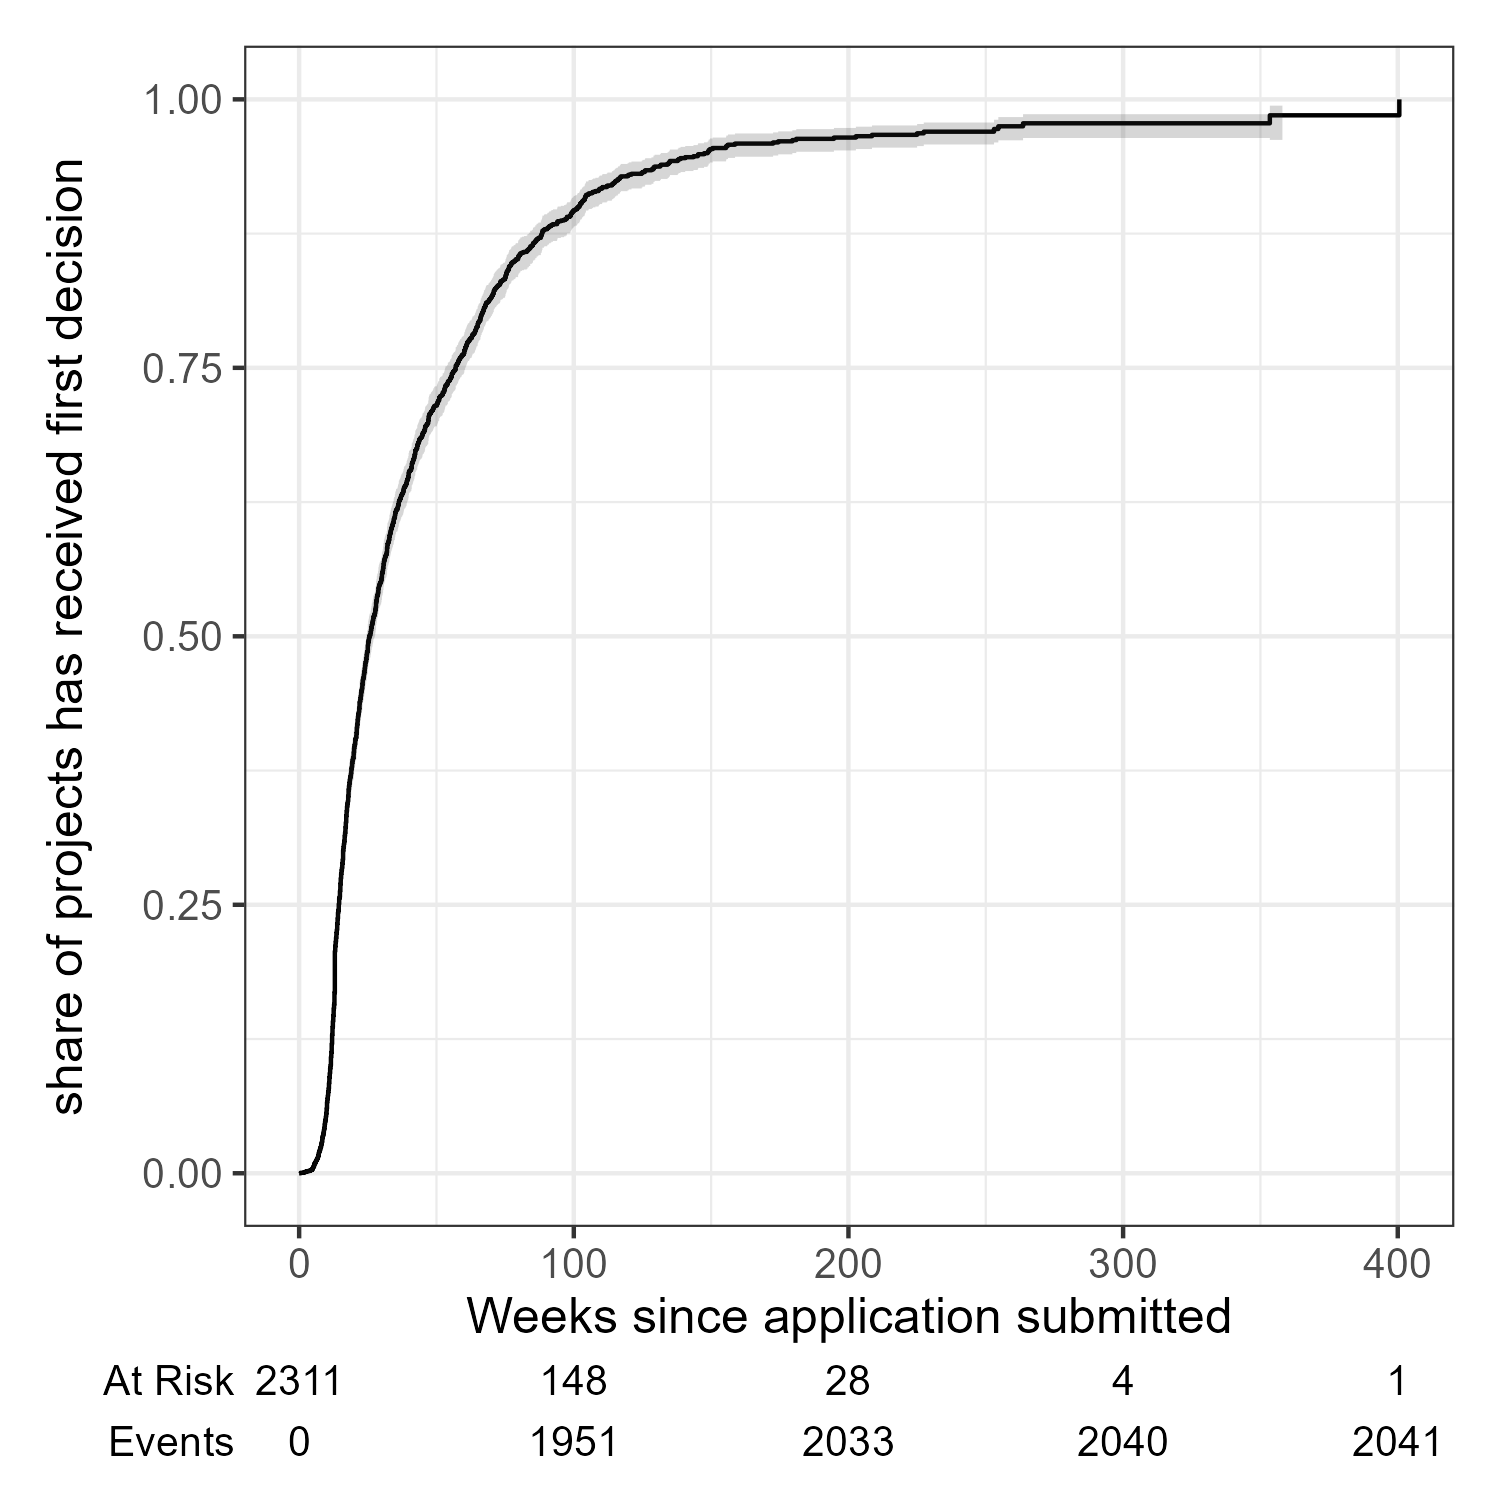 share of projects has received first decision
1.00
0.75
0.50
0.25
0.00
0 100 200 300 400
Weeks since application submitted
At Risk 2311 148 28 4 1
Events 0 1951 2033 2040 2041